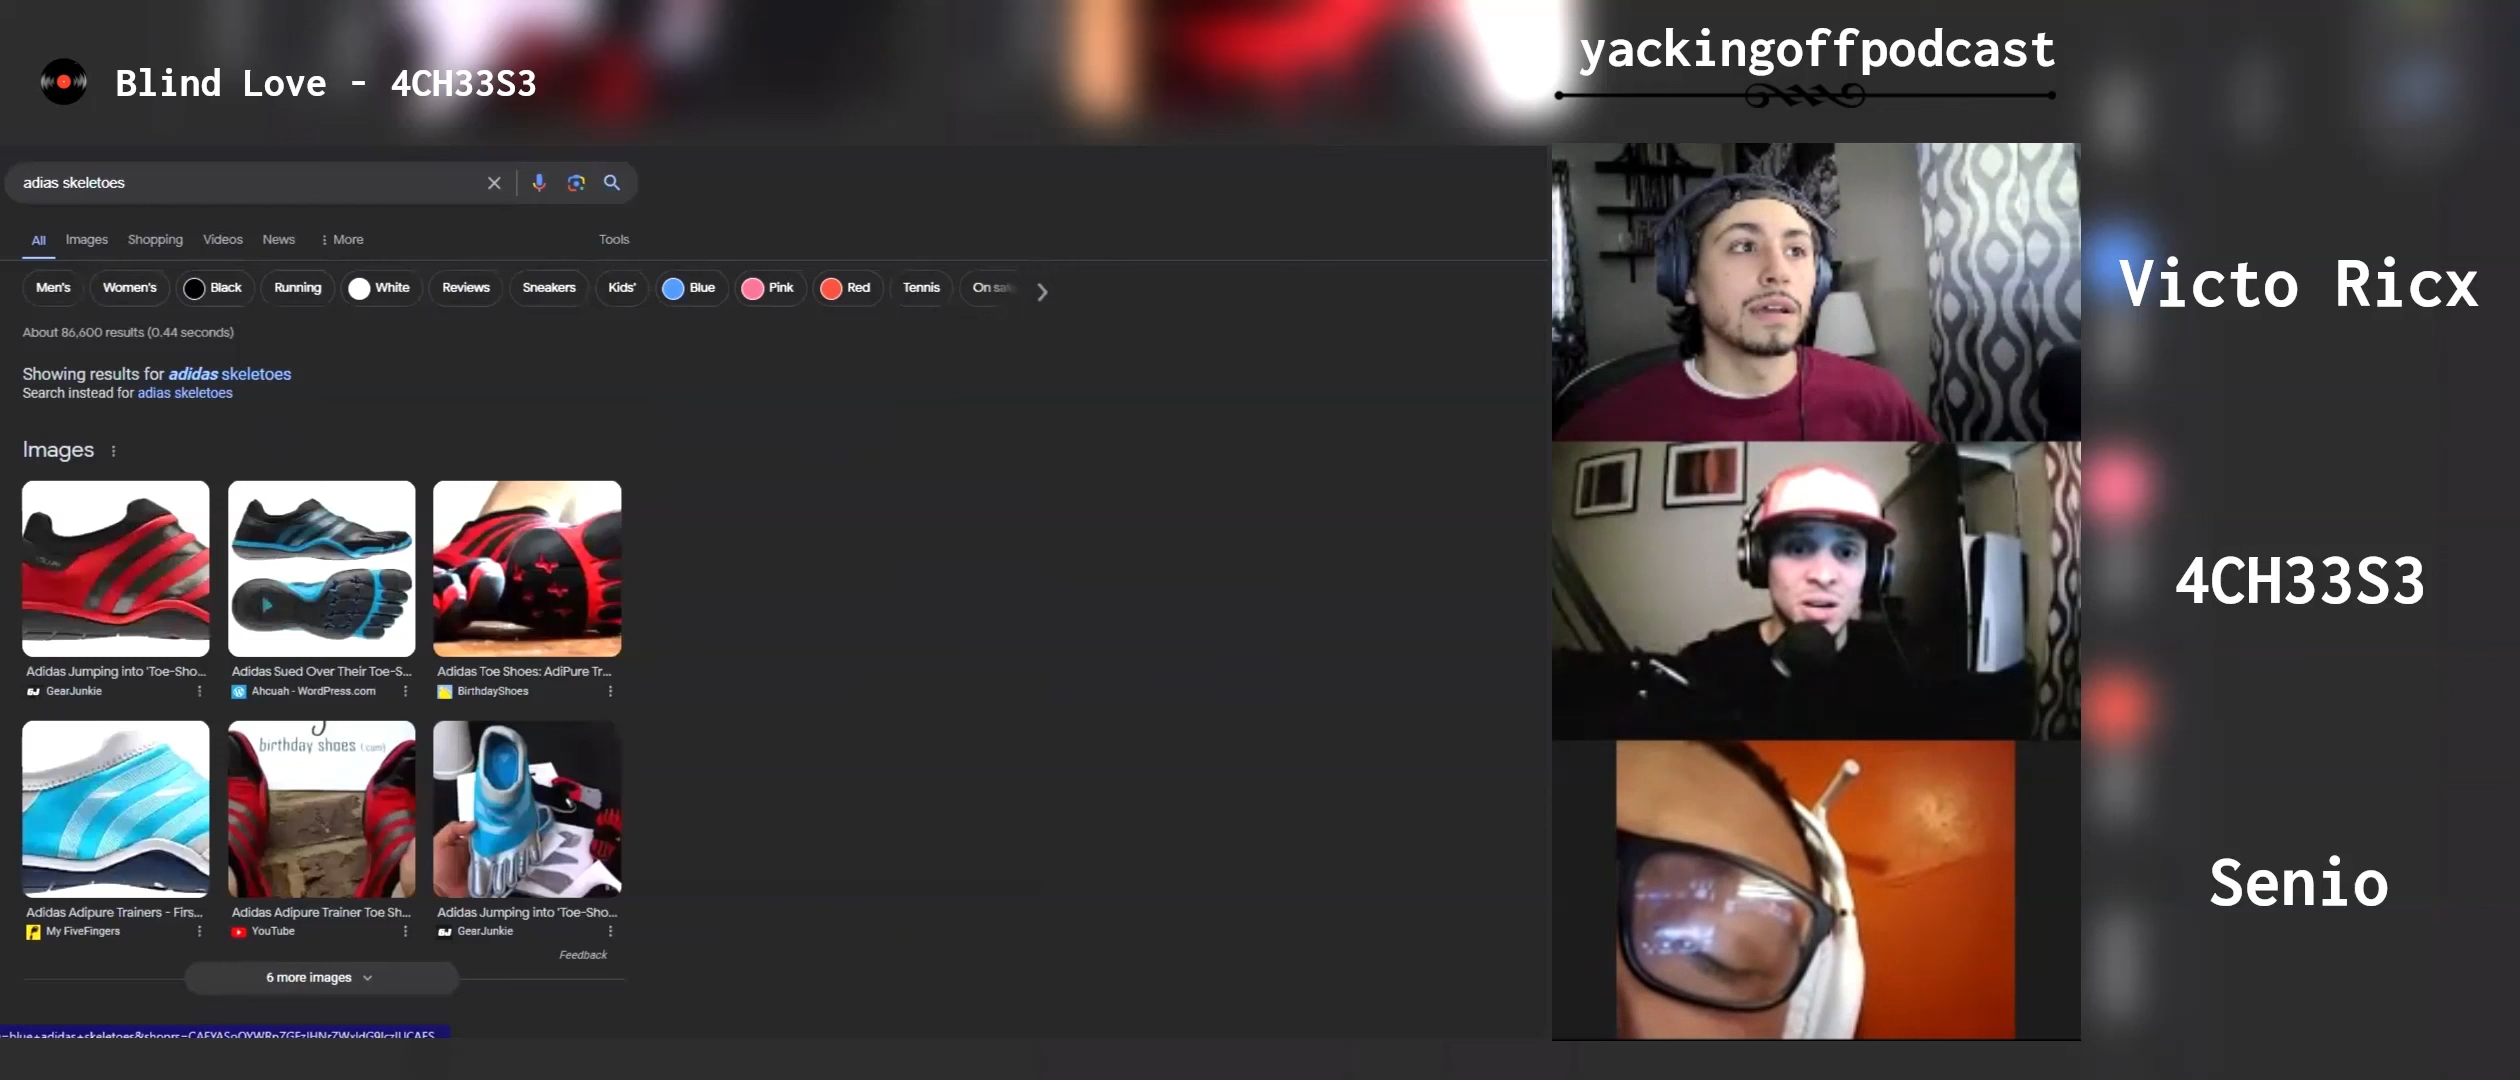 Blind Love - 4CH33S3
yackingoffpodcast
adias skeletoes
All Images Shopping Videos News More Tools
Men's Women's Black Running White Reviews Sneakers Kids' Blue Pink Red Tennis On sale
About 86,600 results (0.44 seconds)
Showing results for adidas skeletoes
Search instead for adias skeletoes
Images
Adidas Jumping into 'Toe-Sho...
GearJunkie
Adidas Sued Over Their Toe-S...
Ahcuah - WordPress.com
Adidas Toe Shoes: AdiPure Tr...
BirthdayShoes
birthday shoes (.com)
Adidas Adipure Trainers - Firs...
My FiveFingers
Adidas Adipure Trainer Toe Sh...
YouTube
Adidas Jumping into 'Toe-Sho...
GearJunkie
Feedback
6 more images
Victo Ricx
4CH33S3
Senio